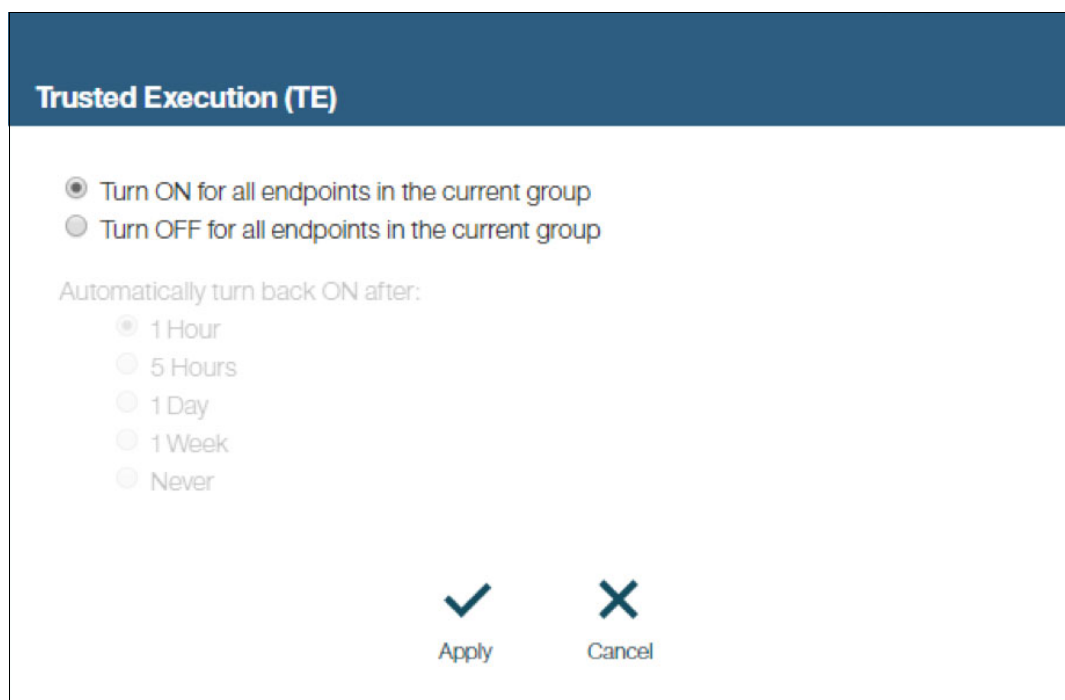 Trusted Execution (TE)
Turn ON for all endpoints in the current group
Turn OFF for all endpoints in the current group
Automatically turn back ON after:
1 Hour
5 Hours
1 Day
1 Week
Never
Apply Cancel